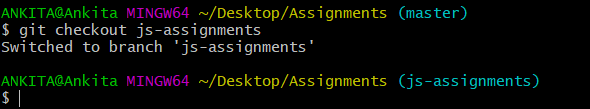 ANKITA@Ankita MINGW64 ~/Desktop/Assignments (master)
$ git checkout js-assignments
Switched to branch 'js-assignments'
ANKITA@Ankita MINGW64 ~/Desktop/Assignments (js-assignments)
$